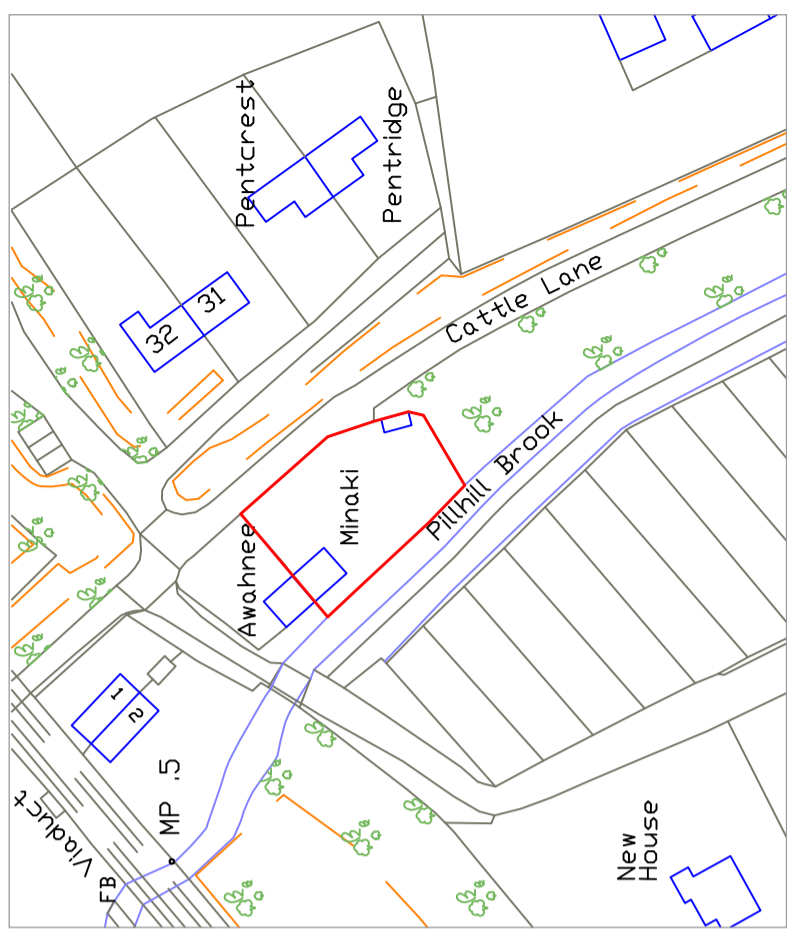 Pentcrest
Pentridge
31
32
Cattle Lane
Minaki
Pillhill Brook
Awahnee
1
2
MP .5
Viaduct
FB
New
House